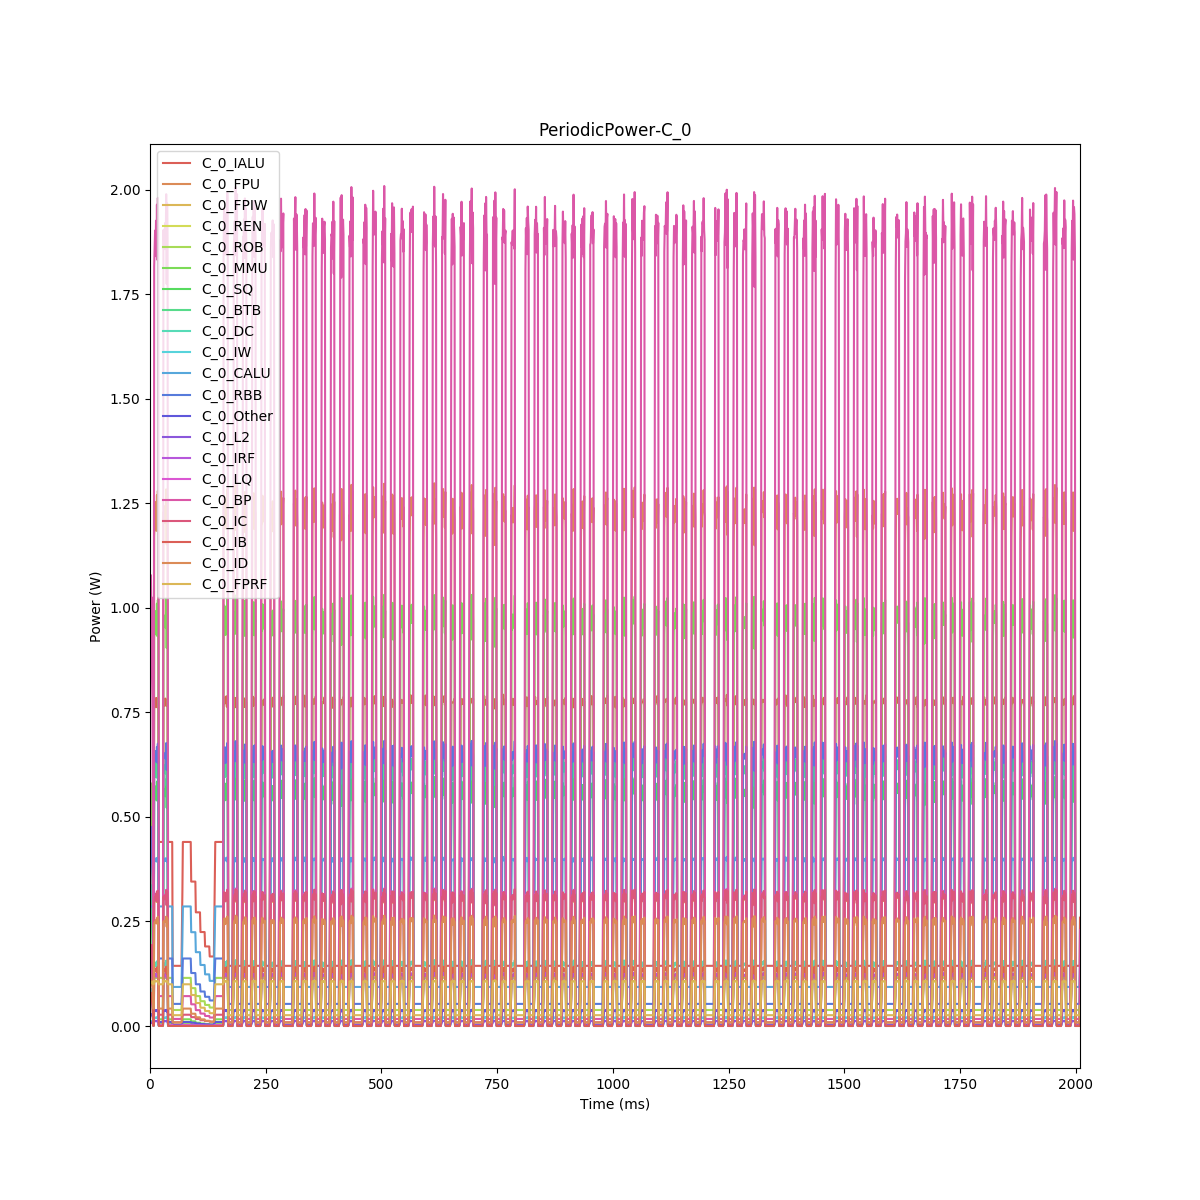 PeriodicPower-C_0
C_0_IALU
C_0_FPU
C_0_FPIW
C_0_REN
C_0_ROB
C_0_MMU
C_0_SQ
C_0_BTB
C_0_DC
C_0_IW
C_0_CALU
C_0_RBB
C_0_Other
C_0_L2
C_0_IRF
C_0_LQ
C_0_BP
C_0_IC
C_0_IB
C_0_ID
C_0_FPRF
2.00
1.75
1.50
1.25
1.00
0.75
0.50
0.25
0.00
Power (W)
0 250 500 750 1000 1250 1500 1750 2000
Time (ms)